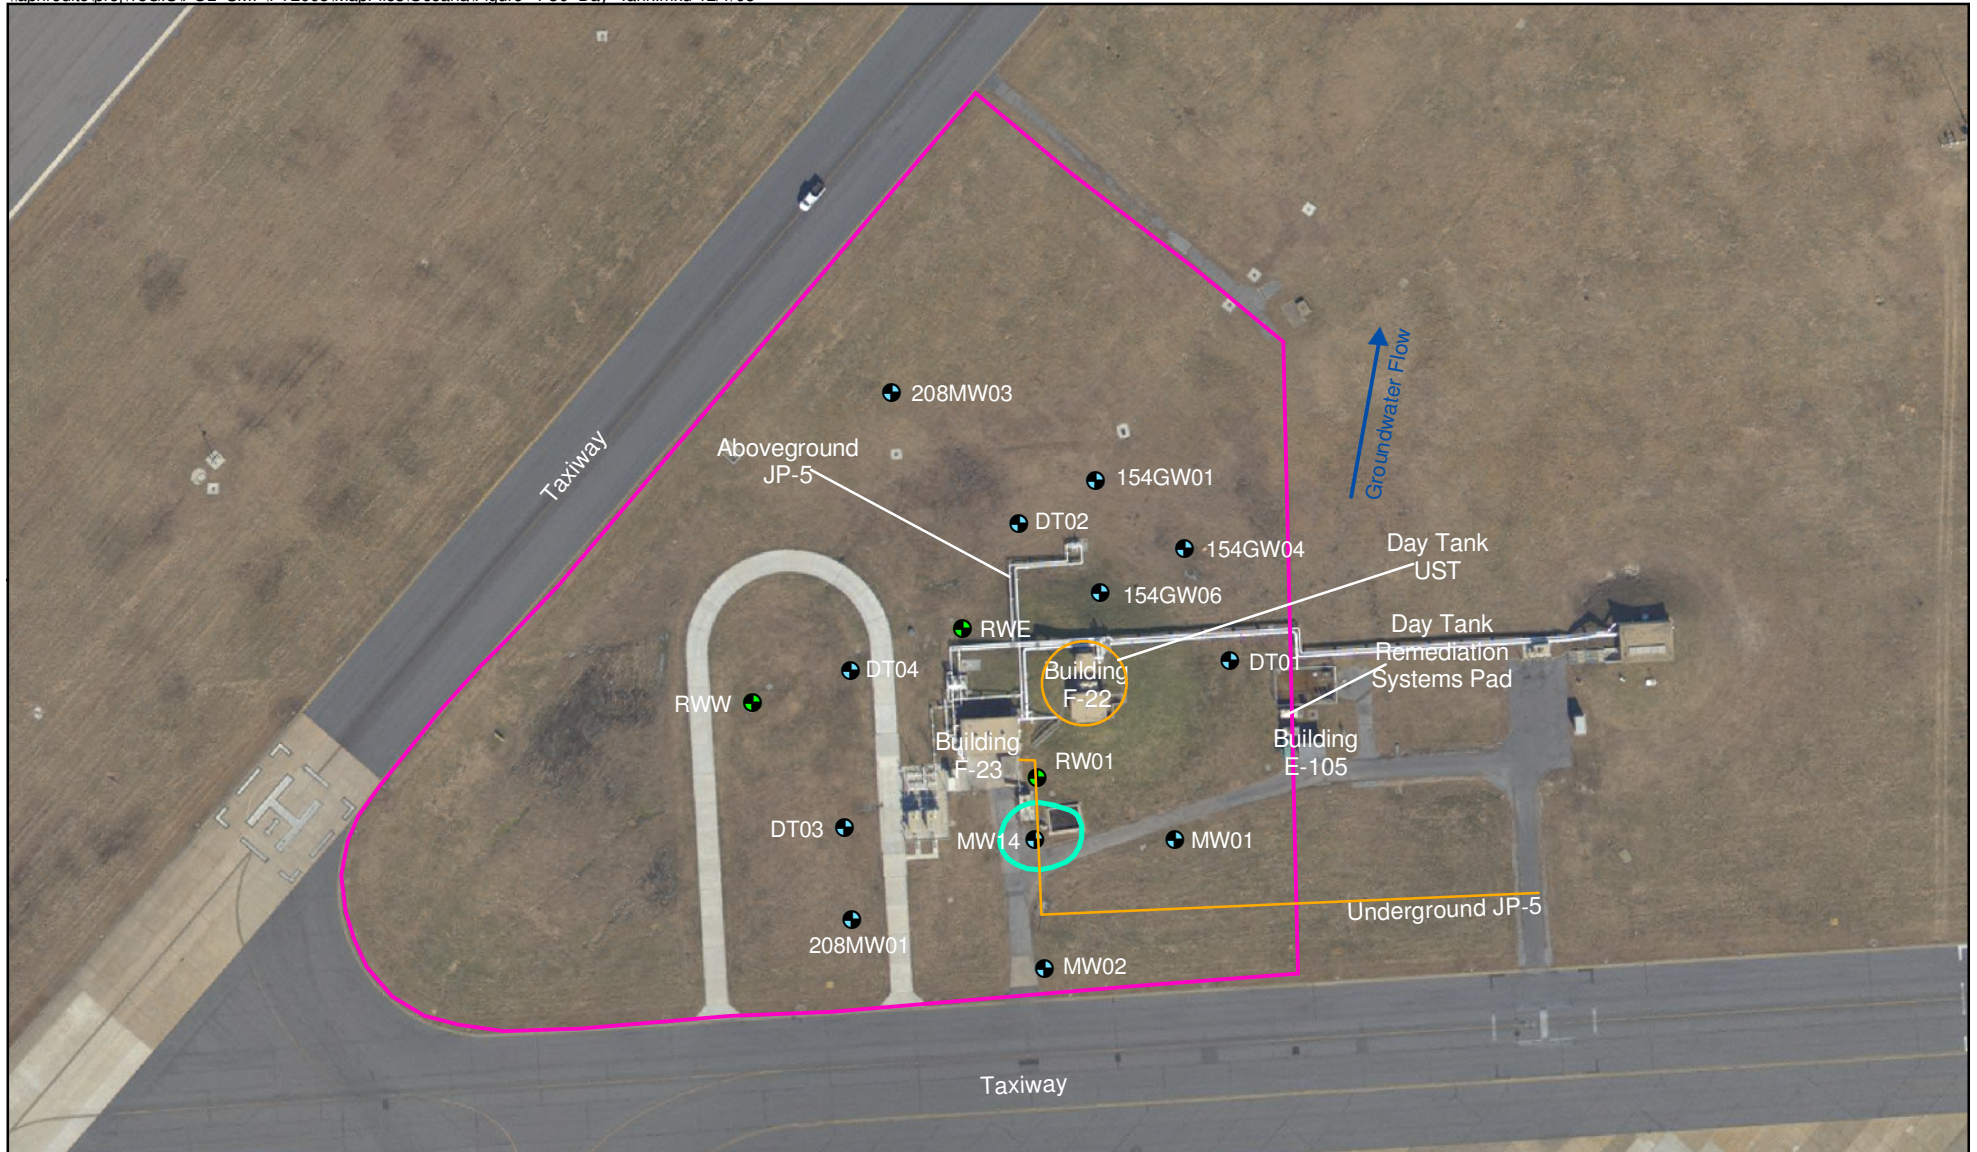 208MW03
Aboveground
JP-5
Taxiway
Groundwater Flow
154GW01
DT02
154GW04
Day Tank
UST
154GW06
RWE
Day Tank
Remediation
Systems Pad
DT04
Building
F-22
DT01
RWW
Building
F-23
Building
E-105
RW01
DT03
MW14
MW01
Underground JP-5
208MW01
MW02
Taxiway
H